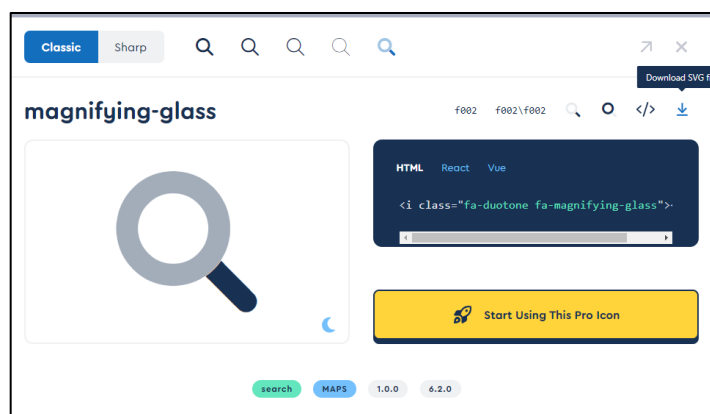 Classic Sharp
Download SVG fi
magnifying-glass
f002 f002\f002 </>
HTML React Vue
<i class="fa-duotone fa-magnifying-glass">
Start Using This Pro Icon
search MAPS 1.0.0 6.2.0